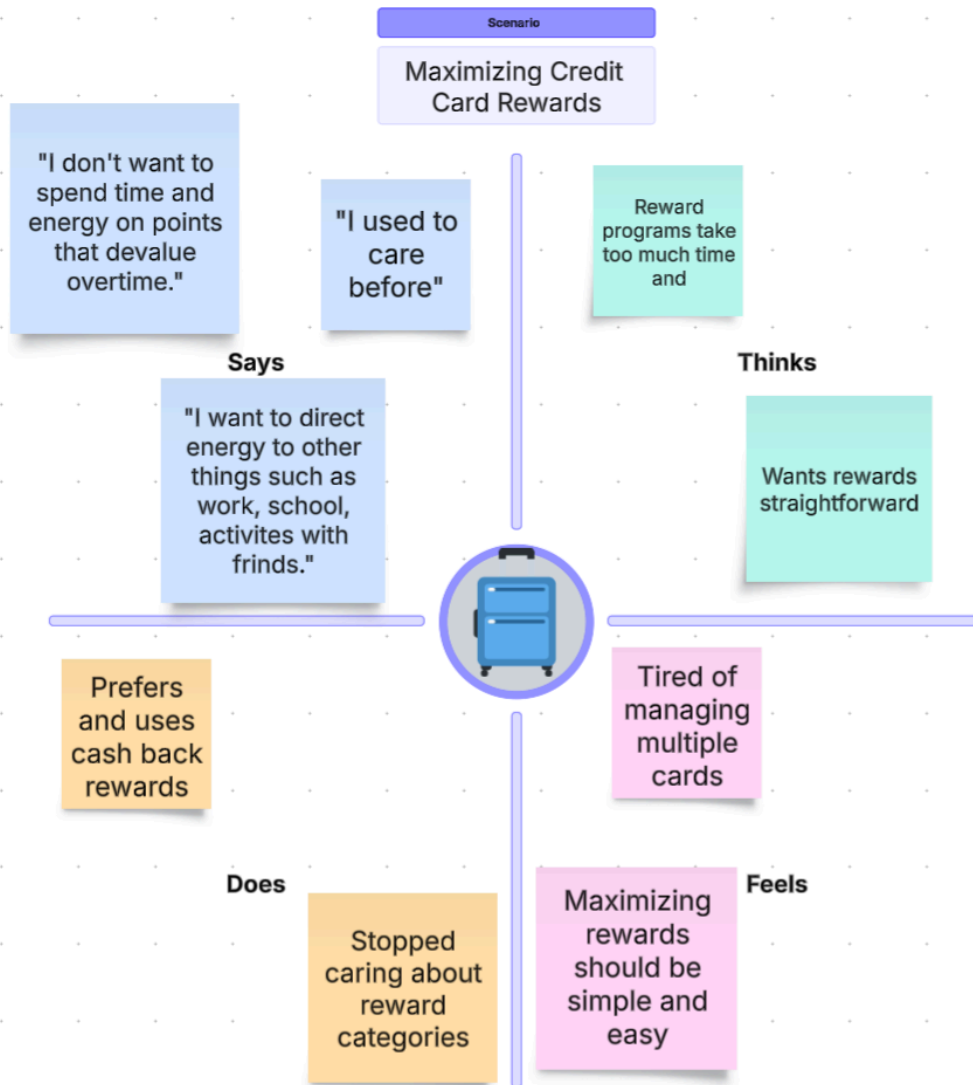 Scenario
Maximizing Credit
Card Rewards
"I don't want to
spend time and
energy on points
that devalue
overtime."
"I used to
care
before"
Says
"I want to direct
energy to other
things such as
work, school,
activites with
frinds."
Reward
programs take
too much time
and
Thinks
Wants rewards
straightforward
Prefers
and uses
cash back
rewards
Does
Stopped
caring about
reward
categories
Tired of
managing
multiple
cards
Feels
Maximizing
rewards
should be
simple and
easy